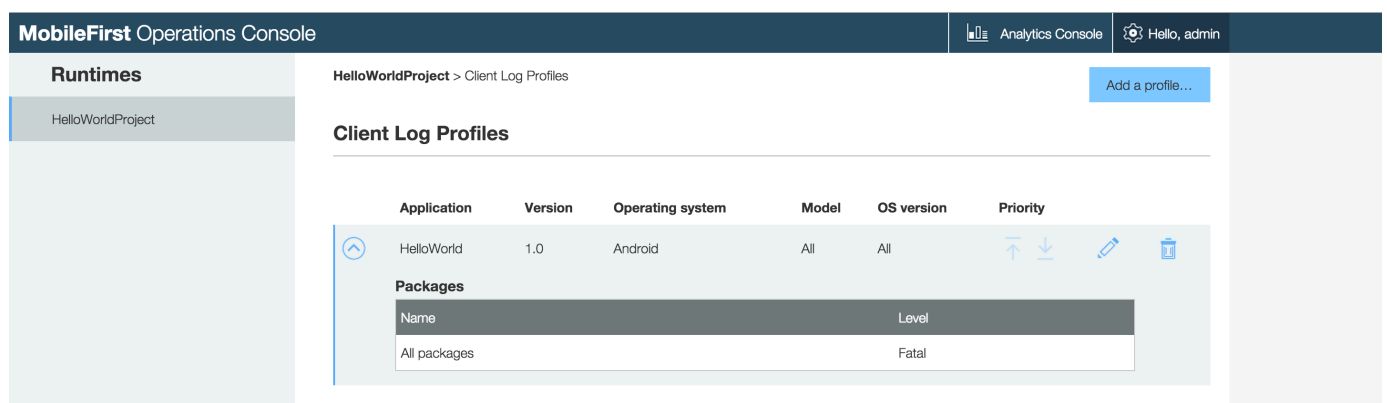 MobileFirst Operations Console Analytics Console Hello, admin
Runtimes
HelloWorldProject
HelloWorldProject > Client Log Profiles
Add a profile...
Client Log Profiles
Application Version Operating system Model OS version Priority
HelloWorld 1.0 Android All All
Packages
Name Level
All packages Fatal